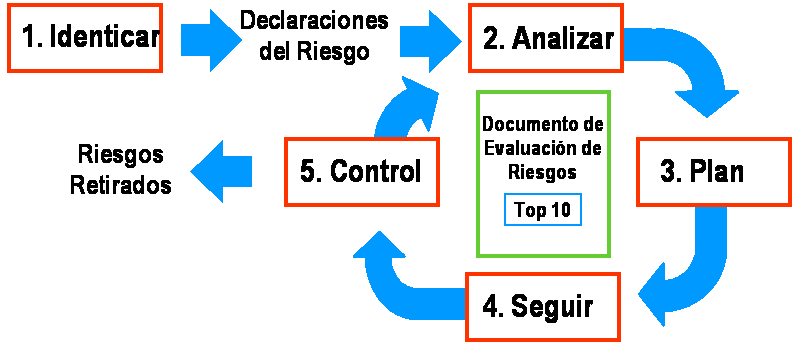 1. Identicar
Declaraciones
del Riesgo
2. Analizar
Documento de
Evaluación de
Riesgos
Top 10
3. Plan
4. Seguir
5. Control
Riesgos
Retirados